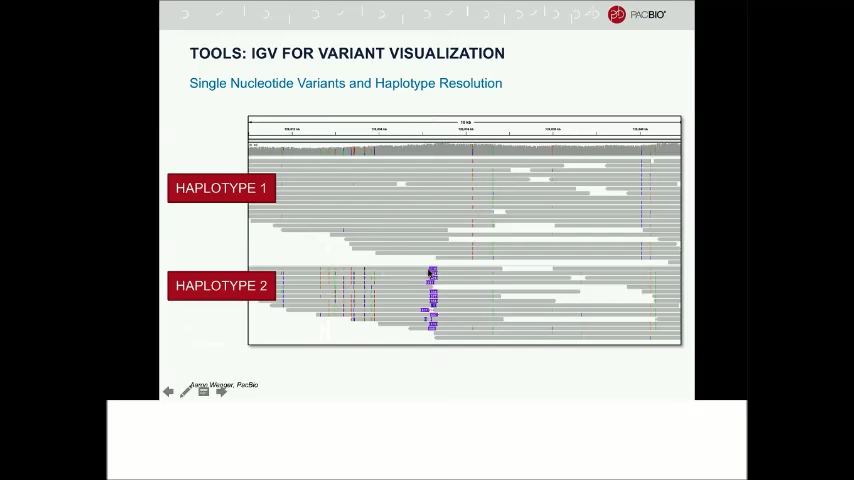 PACBIO
TOOLS: IGV FOR VARIANT VISUALIZATION
Single Nucleotide Variants and Haplotype Resolution
HAPLOTYPE 1
HAPLOTYPE 2
Aaron Wenger, PacBio